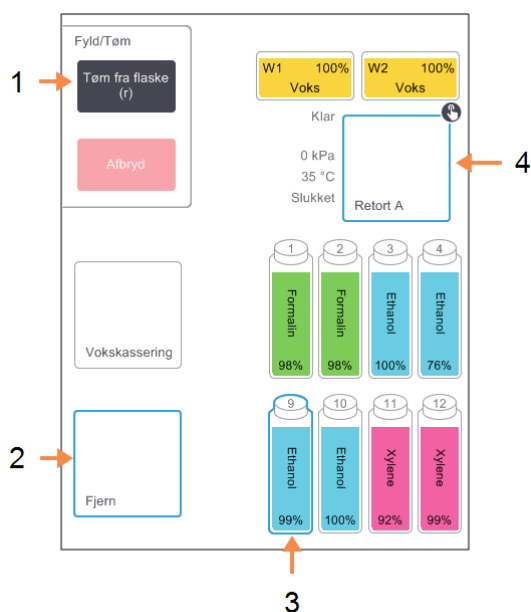 Fyld/Tøm
1
Tøm fra flaske
(r)
Afbryd
W1 100%
Voks
W2 100%
Voks
Klar
0 kPa
35 °C
Slukket
Retort A
4
Vokskassering
1
Formalin
98%
2
Formalin
98%
3
Ethanol
100%
4
Ethanol
76%
2
Fjern
9
Ethanol
99%
10
Ethanol
100%
11
Xylene
92%
12
Xylene
99%
3